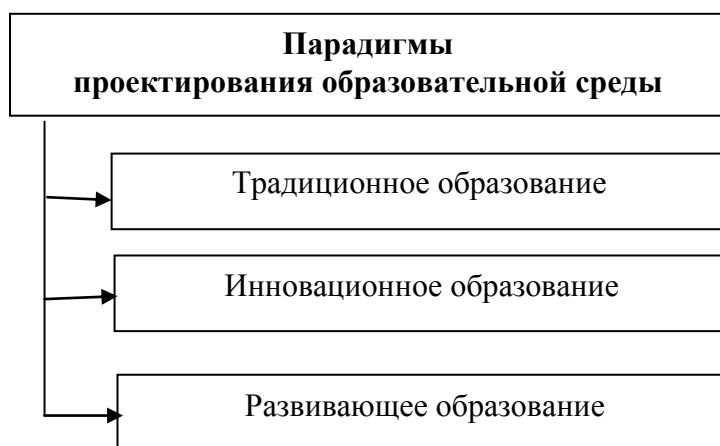 Парадигмы
проектирования образовательной среды
Традиционное образование
Инновационное образование
Развивающее образование